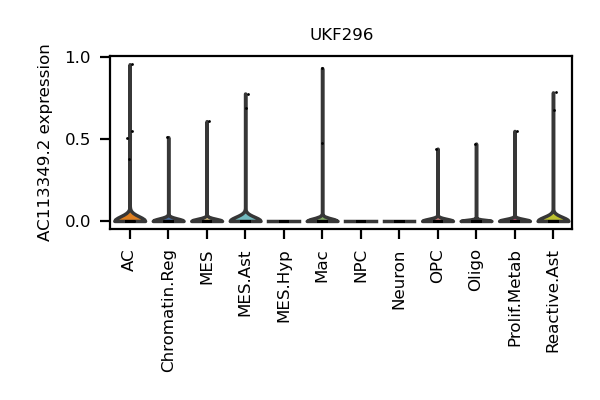 UKF296
AC113349.2 expression
1.0
0.5
0.0
AC
Chromatin.Reg
MES
MES.Ast
MES.Hyp
Mac
NPC
Neuron
OPC
Oligo
Prolif.Metab
Reactive.Ast